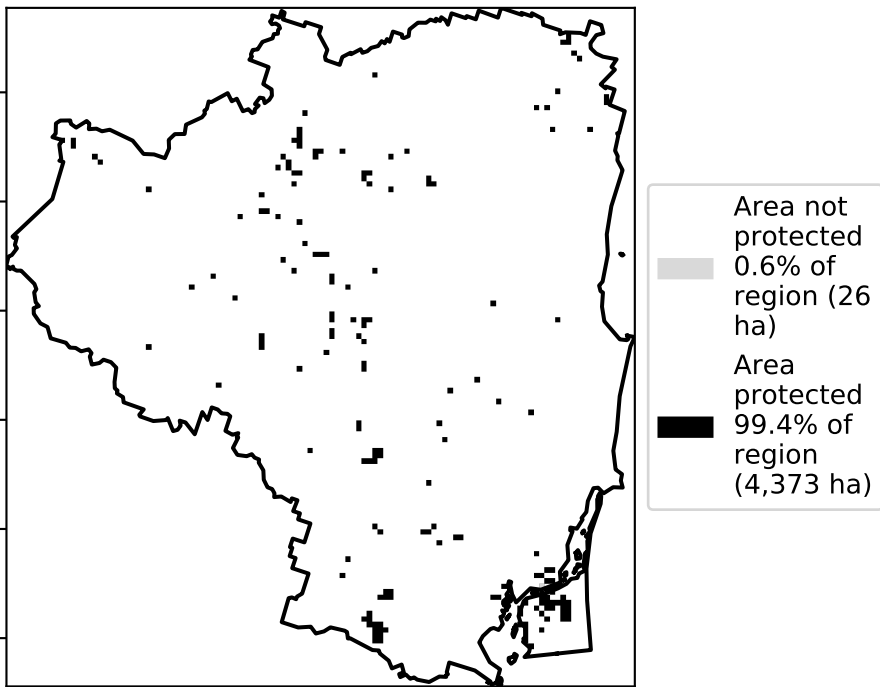 Area not
protected
0.6% of
region (26
ha)
Area
protected
99.4% of
region
(4,373 ha)